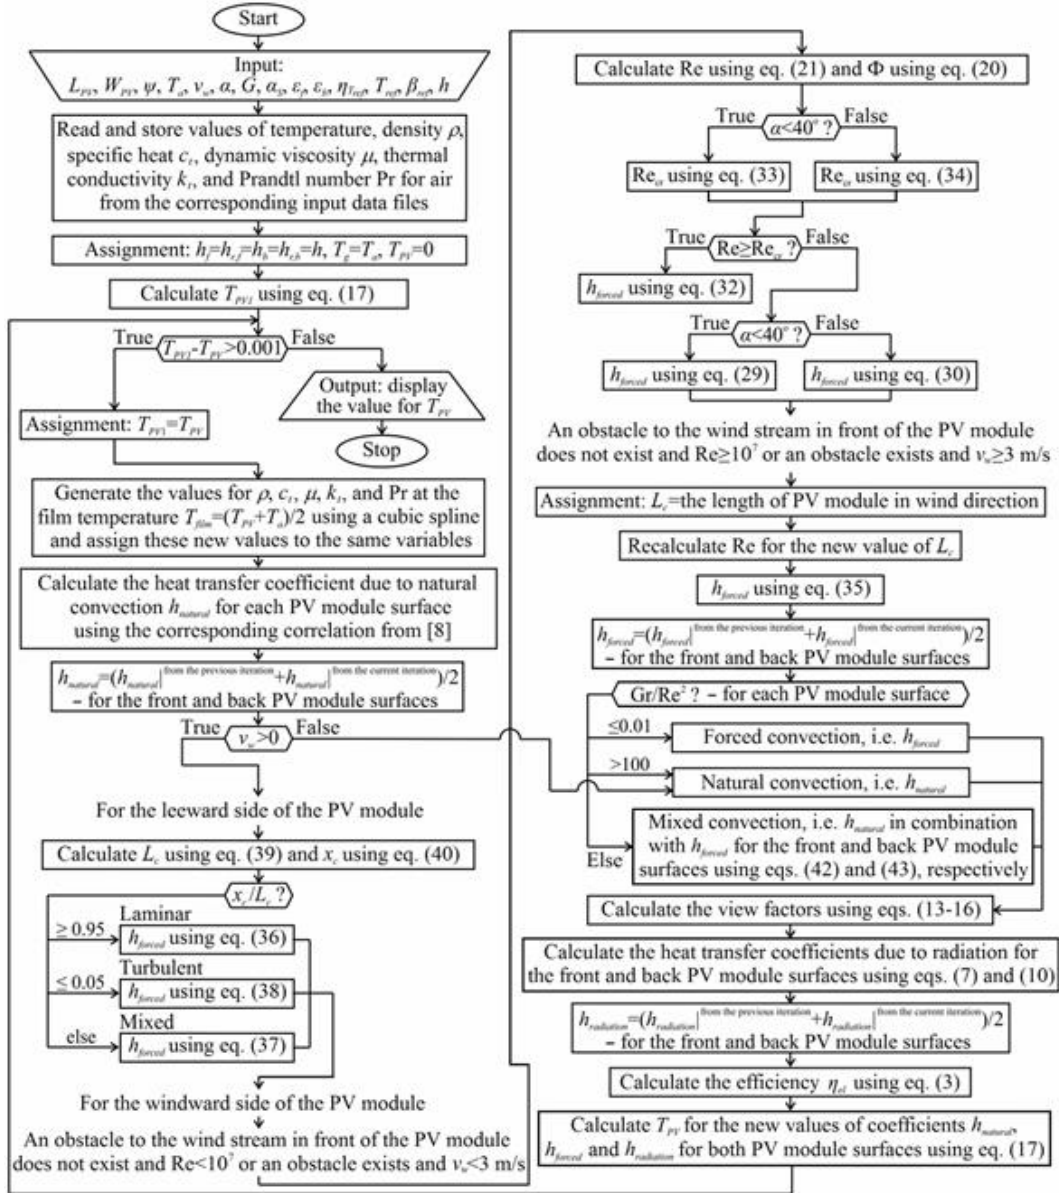 Start
Input:
L_PV, W_PV, ψ, T_a, v_w, α, G, α_S, ε_f, ε_b, η_Tref, T_ref, β_ref, h
Read and store values of temperature, density ρ,
specific heat c_t, dynamic viscosity μ, thermal
conductivity k_t, and Prandtl number Pr for air
from the corresponding input data files
Assignment: h_f=h_r,f=h_b=h_r,b=h, T_g=T_a, T_PV=0
Calculate T_PV1 using eq. (17)
True
T_PV1-T_PV>0.001
False
Output: display
the value for T_PV
Stop
Assignment: T_PV1=T_PV
Generate the values for ρ, c_t, μ, k_t, and Pr at the
film temperature T_film=(T_PV+T_a)/2 using a cubic spline
and assign these new values to the same variables
Calculate the heat transfer coefficient due to natural
convection h_natural for each PV module surface
using the corresponding correlation from [8]
h_natural=(h_natural|from the previous iteration+h_natural|from the current iteration)/2
– for the front and back PV module surfaces
True
v_w>0
False
For the leeward side of the PV module
Calculate L_c using eq. (39) and x_c using eq. (40)
x_c/L_c ?
Laminar
≥ 0.95
h_forced using eq. (36)
Turbulent
≤ 0.05
h_forced using eq. (38)
Mixed
else
h_forced using eq. (37)
For the windward side of the PV module
An obstacle to the wind stream in front of the PV module
does not exist and Re<10⁷ or an obstacle exists and v_w<3 m/s
Calculate Re using eq. (21) and Φ using eq. (20)
True
α<40° ?
False
Re_cr using eq. (33)
Re_cr using eq. (34)
True
Re≥Re_cr ?
False
h_forced using eq. (32)
True
α<40° ?
False
h_forced using eq. (29)
h_forced using eq. (30)
An obstacle to the wind stream in front of the PV module
does not exist and Re≥10⁷ or an obstacle exists and v_w≥3 m/s
Assignment: L_c=the length of PV module in wind direction
Recalculate Re for the new value of L_c
h_forced using eq. (35)
h_forced=(h_forced|from the previous iteration+h_forced|from the current iteration)/2
– for the front and back PV module surfaces
Gr/Re² ? – for each PV module surface
≤0.01
Forced convection, i.e. h_forced
>100
Natural convection, i.e. h_natural
Else
Mixed convection, i.e. h_natural in combination
with h_forced for the front and back PV module
surfaces using eqs. (42) and (43), respectively
Calculate the view factors using eqs. (13-16)
Calculate the heat transfer coefficients due to radiation for
the front and back PV module surfaces using eqs. (7) and (10)
h_radiation=(h_radiation|from the previous iteration+h_radiation|from the current iteration)/2
– for the front and back PV module surfaces
Calculate the efficiency η_el using eq. (3)
Calculate T_PV for the new values of coefficients h_natural,
h_forced and h_radiation for both PV module surfaces using eq. (17)